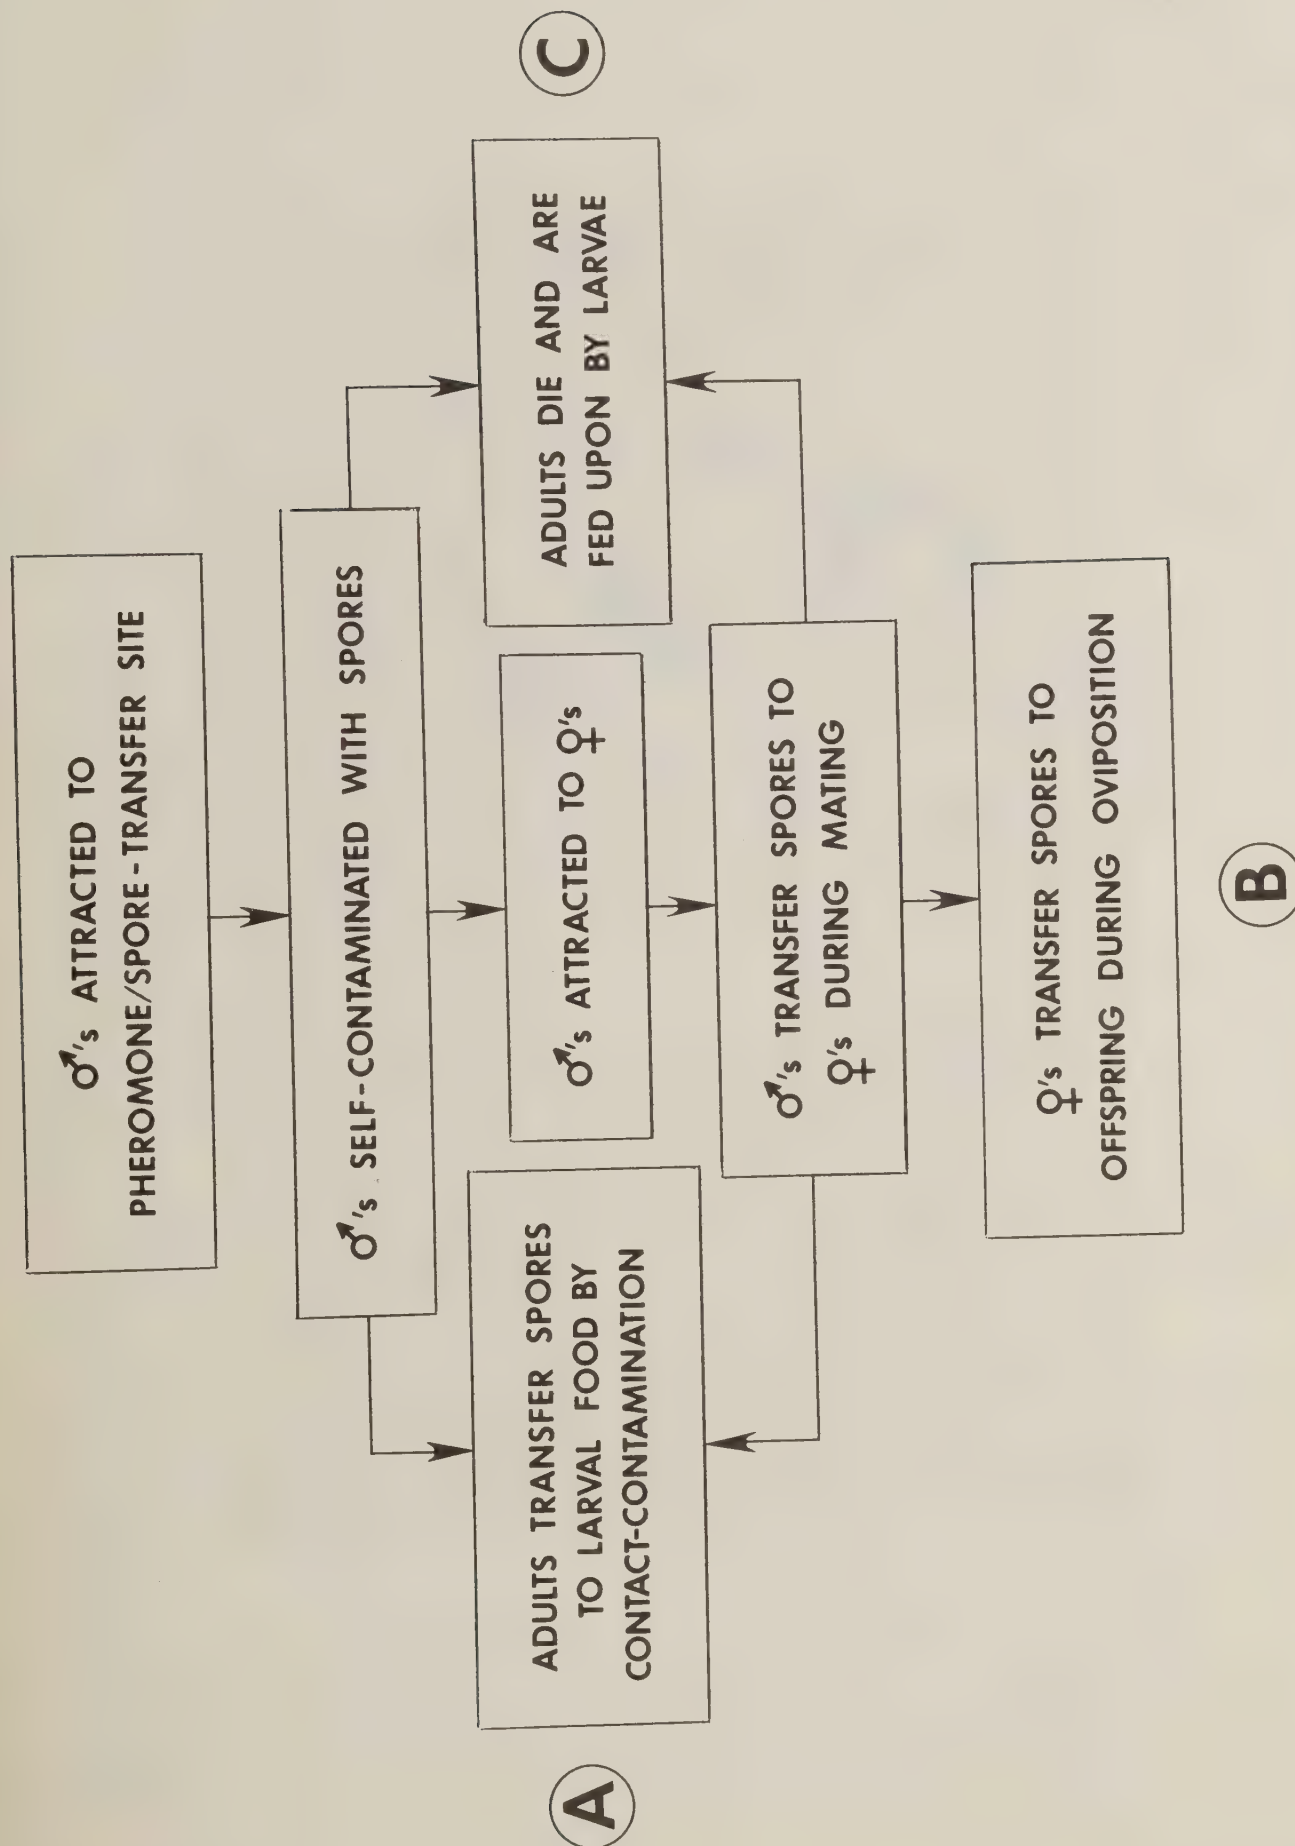 ♂'s ATTRACTED TO
PHEROMONE/SPORE-TRANSFER SITE
♂'s SELF-CONTAMINATED WITH SPORES
ADULTS TRANSFER SPORES
TO LARVAL FOOD BY
CONTACT-CONTAMINATION
♂'s ATTRACTED TO ♀'s
ADULTS DIE AND ARE
FED UPON BY LARVAE
♂'s TRANSFER SPORES TO
♀'s DURING MATING
♀'s TRANSFER SPORES TO
OFFSPRING DURING OVIPOSITION
A
B
C